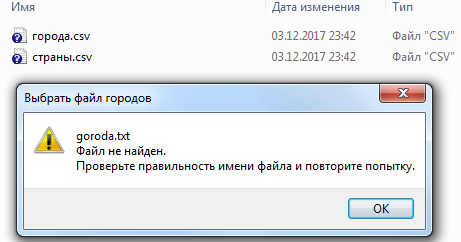 Имя Дата изменения Тип
города.csv 03.12.2017 23:42 Файл "CSV"
страны.csv 03.12.2017 23:42 Файл "CSV"
Выбрать файл городов
goroda.txt
Файл не найден.
Проверьте правильность имени файла и повторите попытку.
OK